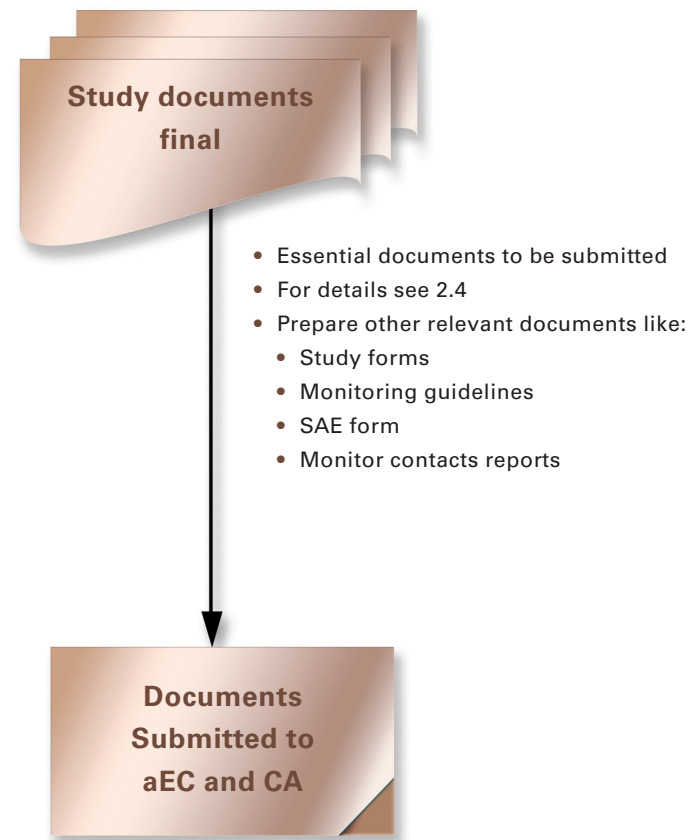 Study documents
final
• Essential documents to be submitted
• For details see 2.4
• Prepare other relevant documents like:
• Study forms
• Monitoring guidelines
• SAE form
• Monitor contacts reports
Documents
Submitted to
aEC and CA